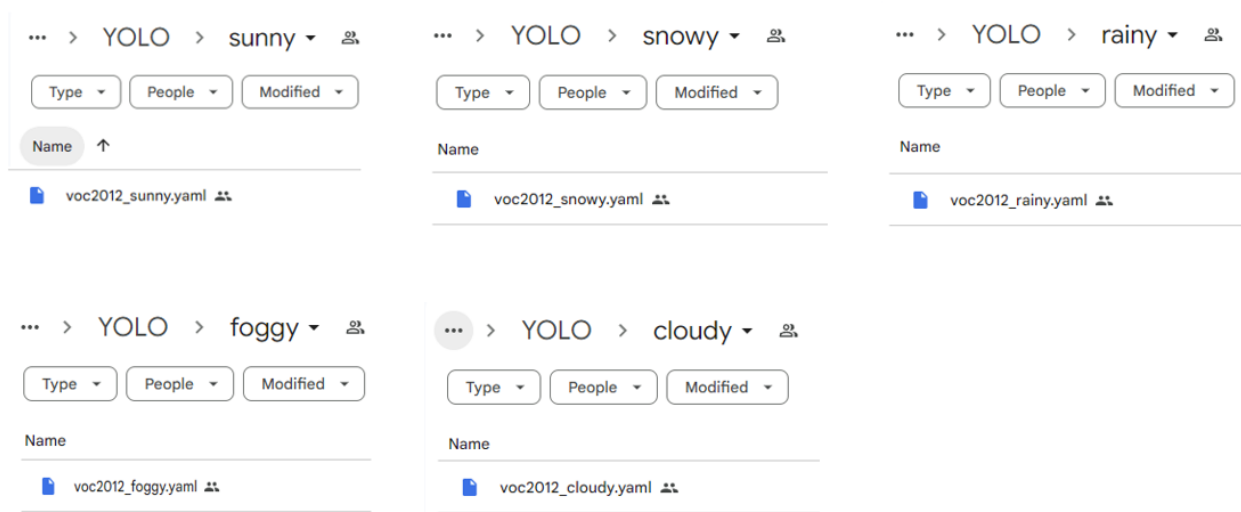 ... > YOLO > sunny
Type People Modified
Name ↑
voc2012_sunny.yaml
... > YOLO > snowy
Type People Modified
Name
voc2012_snowy.yaml
... > YOLO > rainy
Type People Modified
Name
voc2012_rainy.yaml
... > YOLO > foggy
Type People Modified
Name
voc2012_foggy.yaml
... > YOLO > cloudy
Type People Modified
Name
voc2012_cloudy.yaml